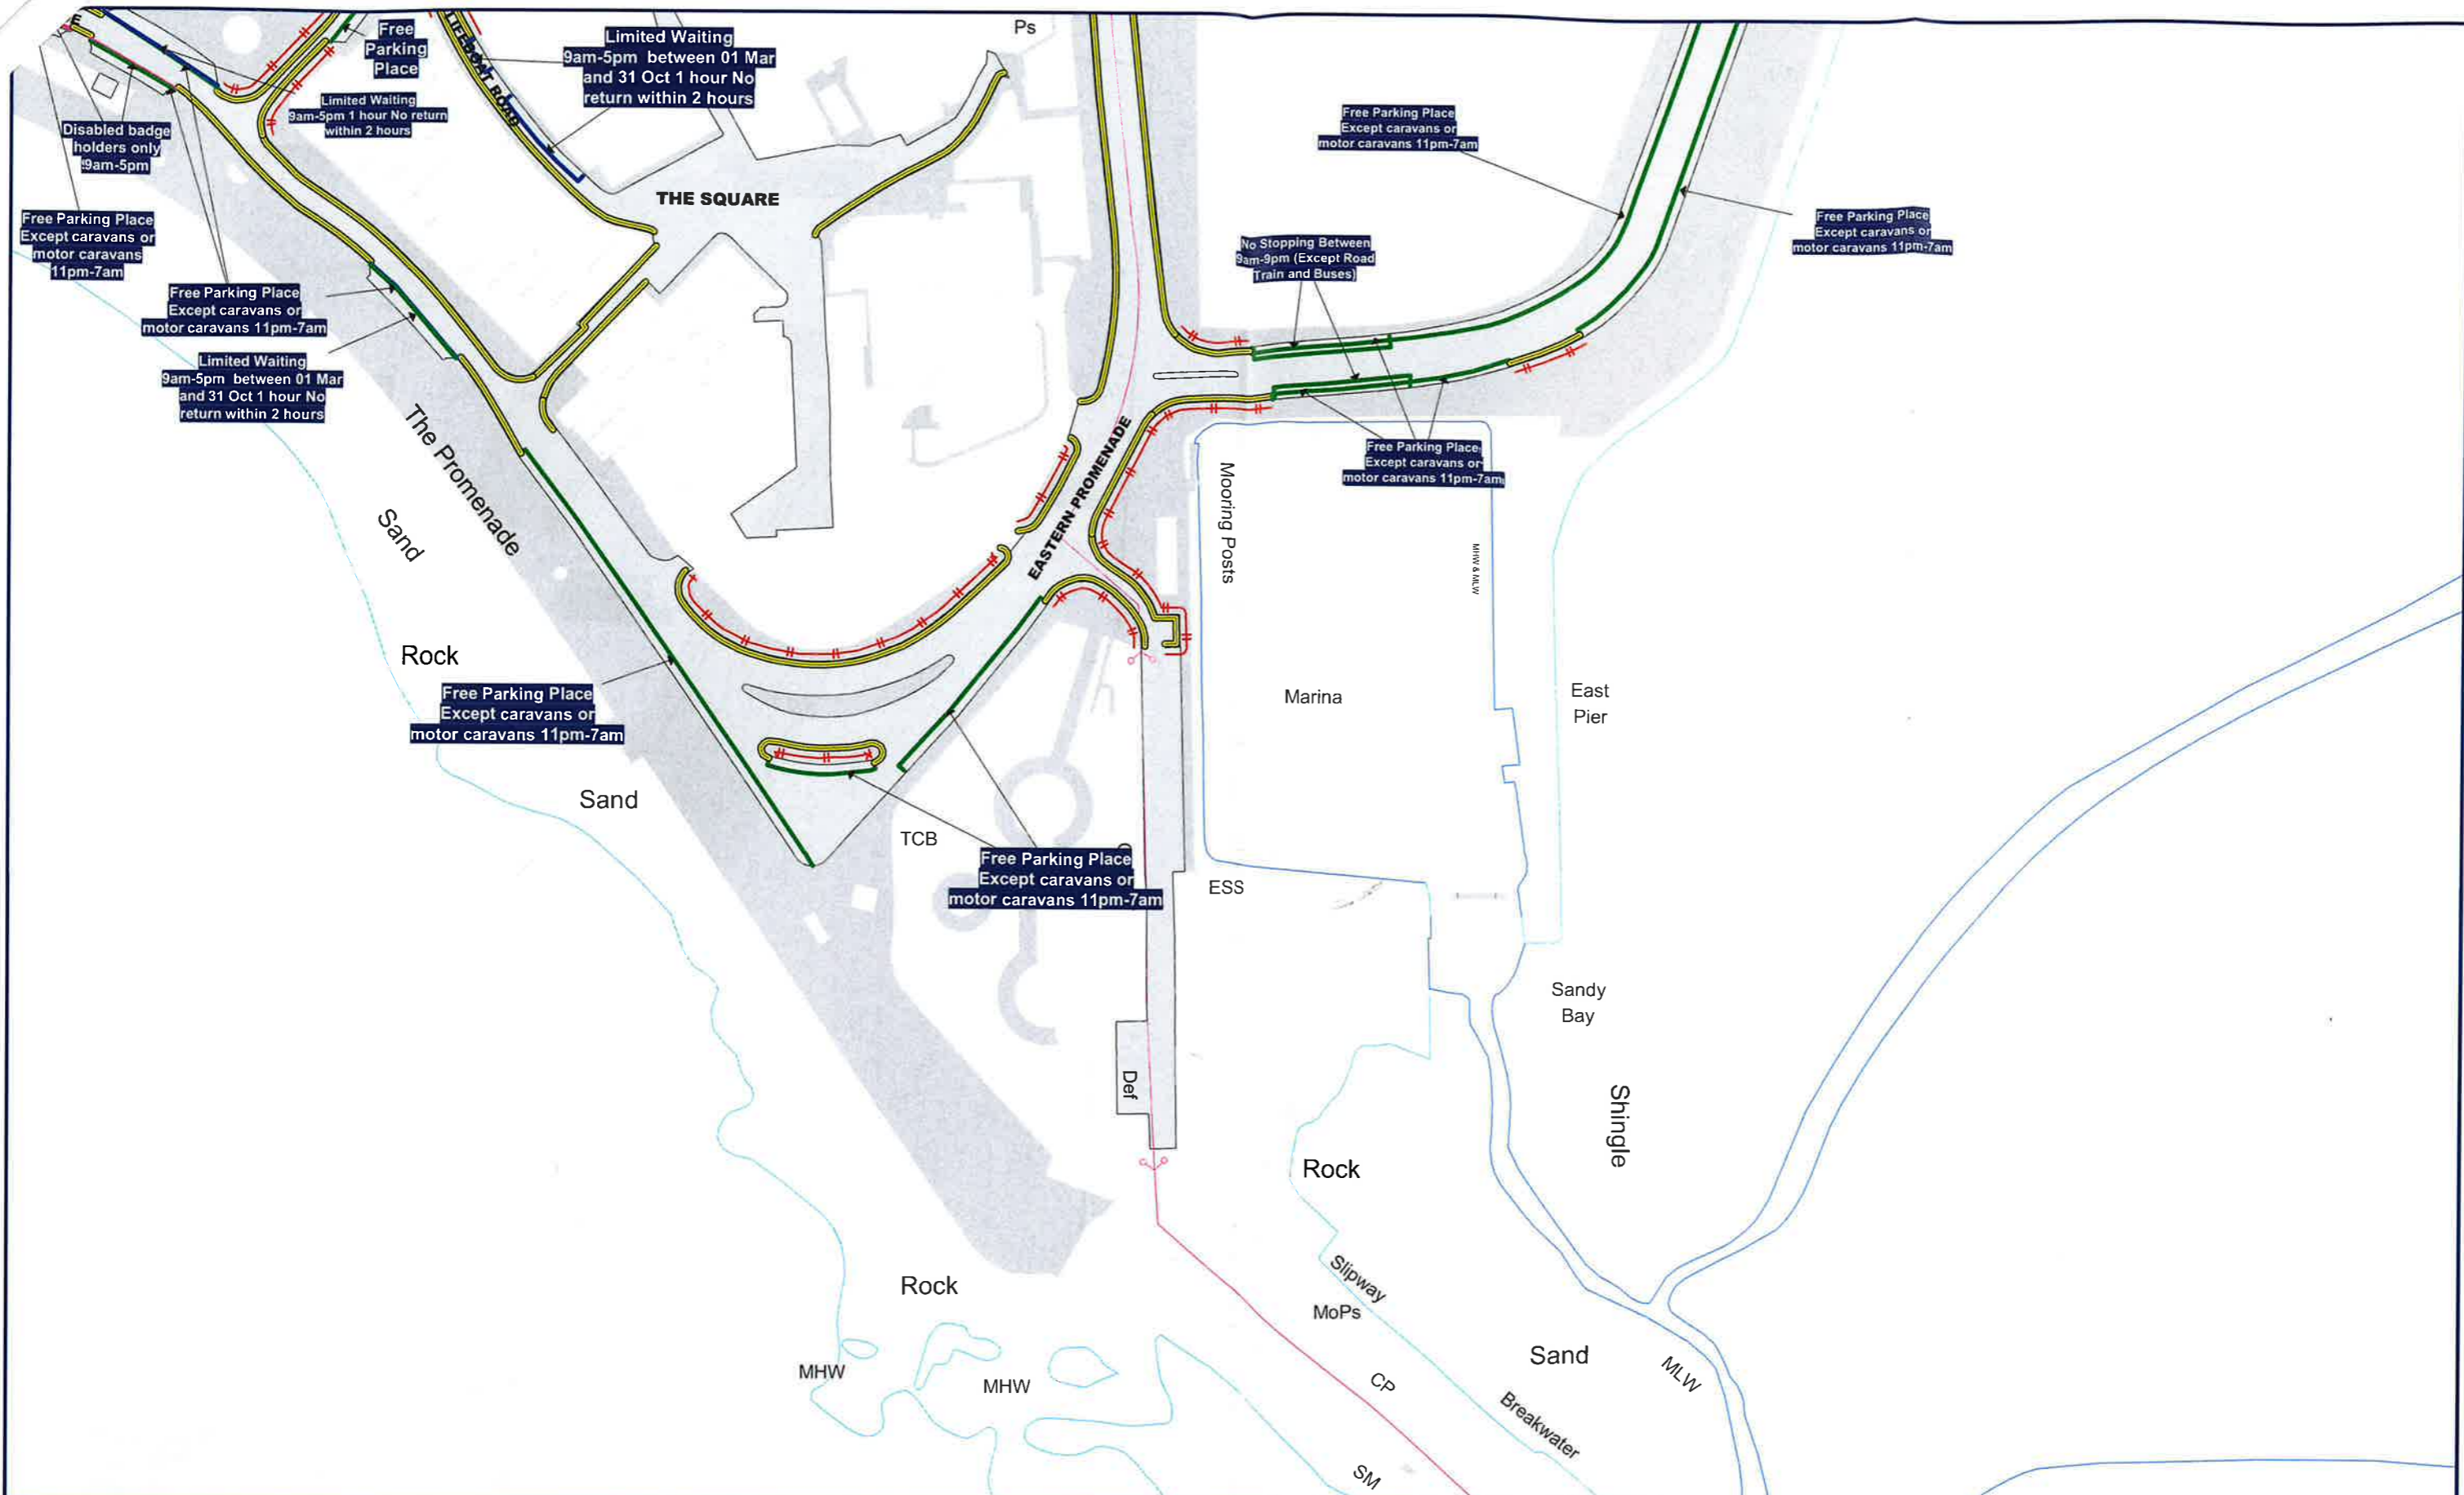 E
Free
Parking
Place
LIFEBOAT ROAD
Limited Waiting
9am-5pm between 01 Mar
and 31 Oct 1 hour No
return within 2 hours
Ps
Limited Waiting
9am-5pm 1 hour No return
within 2 hours
Disabled badge
holders only
9am-5pm
Free Parking Place
Except caravans or
motor caravans 11pm-7am
THE SQUARE
Free Parking Place
Except caravans or
motor caravans
11pm-7am
Free Parking Place
Except caravans or
motor caravans 11pm-7am
No Stopping Between
9am-9pm (Except Road
Train and Buses)
Free Parking Place
Except caravans or
motor caravans 11pm-7am
Limited Waiting
9am-5pm between 01 Mar
and 31 Oct 1 hour No
return within 2 hours
The Promenade
EASTERN PROMENADE
Free Parking Place
Except caravans or
motor caravans 11pm-7am
Mooring Posts
MHW & MLW
Sand
Rock
Free Parking Place
Except caravans or
motor caravans 11pm-7am
Marina
East
Pier
Sand
TCB
Free Parking Place
Except caravans or
motor caravans 11pm-7am
ESS
Sandy
Bay
Def
Shingle
Rock
Slipway
Rock
MoPs
Sand
MHW
MHW
CP
MLW
Breakwater
SM